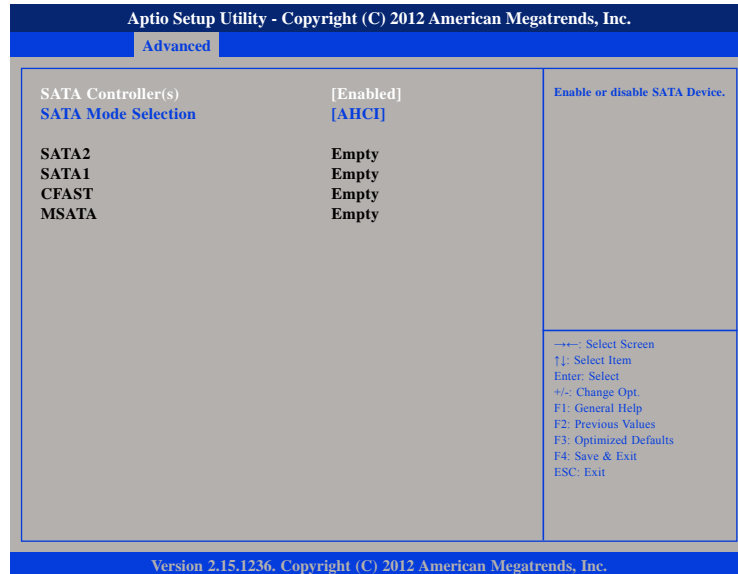 Aptio Setup Utility - Copyright (C) 2012 American Megatrends, Inc.
Advanced
SATA Controller(s) [Enabled]
SATA Mode Selection [AHCI]
SATA2 Empty
SATA1 Empty
CFAST Empty
MSATA Empty
Enable or disable SATA Device.
→←: Select Screen
↑↓: Select Item
Enter: Select
+/-: Change Opt.
F1: General Help
F2: Previous Values
F3: Optimized Defaults
F4: Save & Exit
ESC: Exit
Version 2.15.1236. Copyright (C) 2012 American Megatrends, Inc.